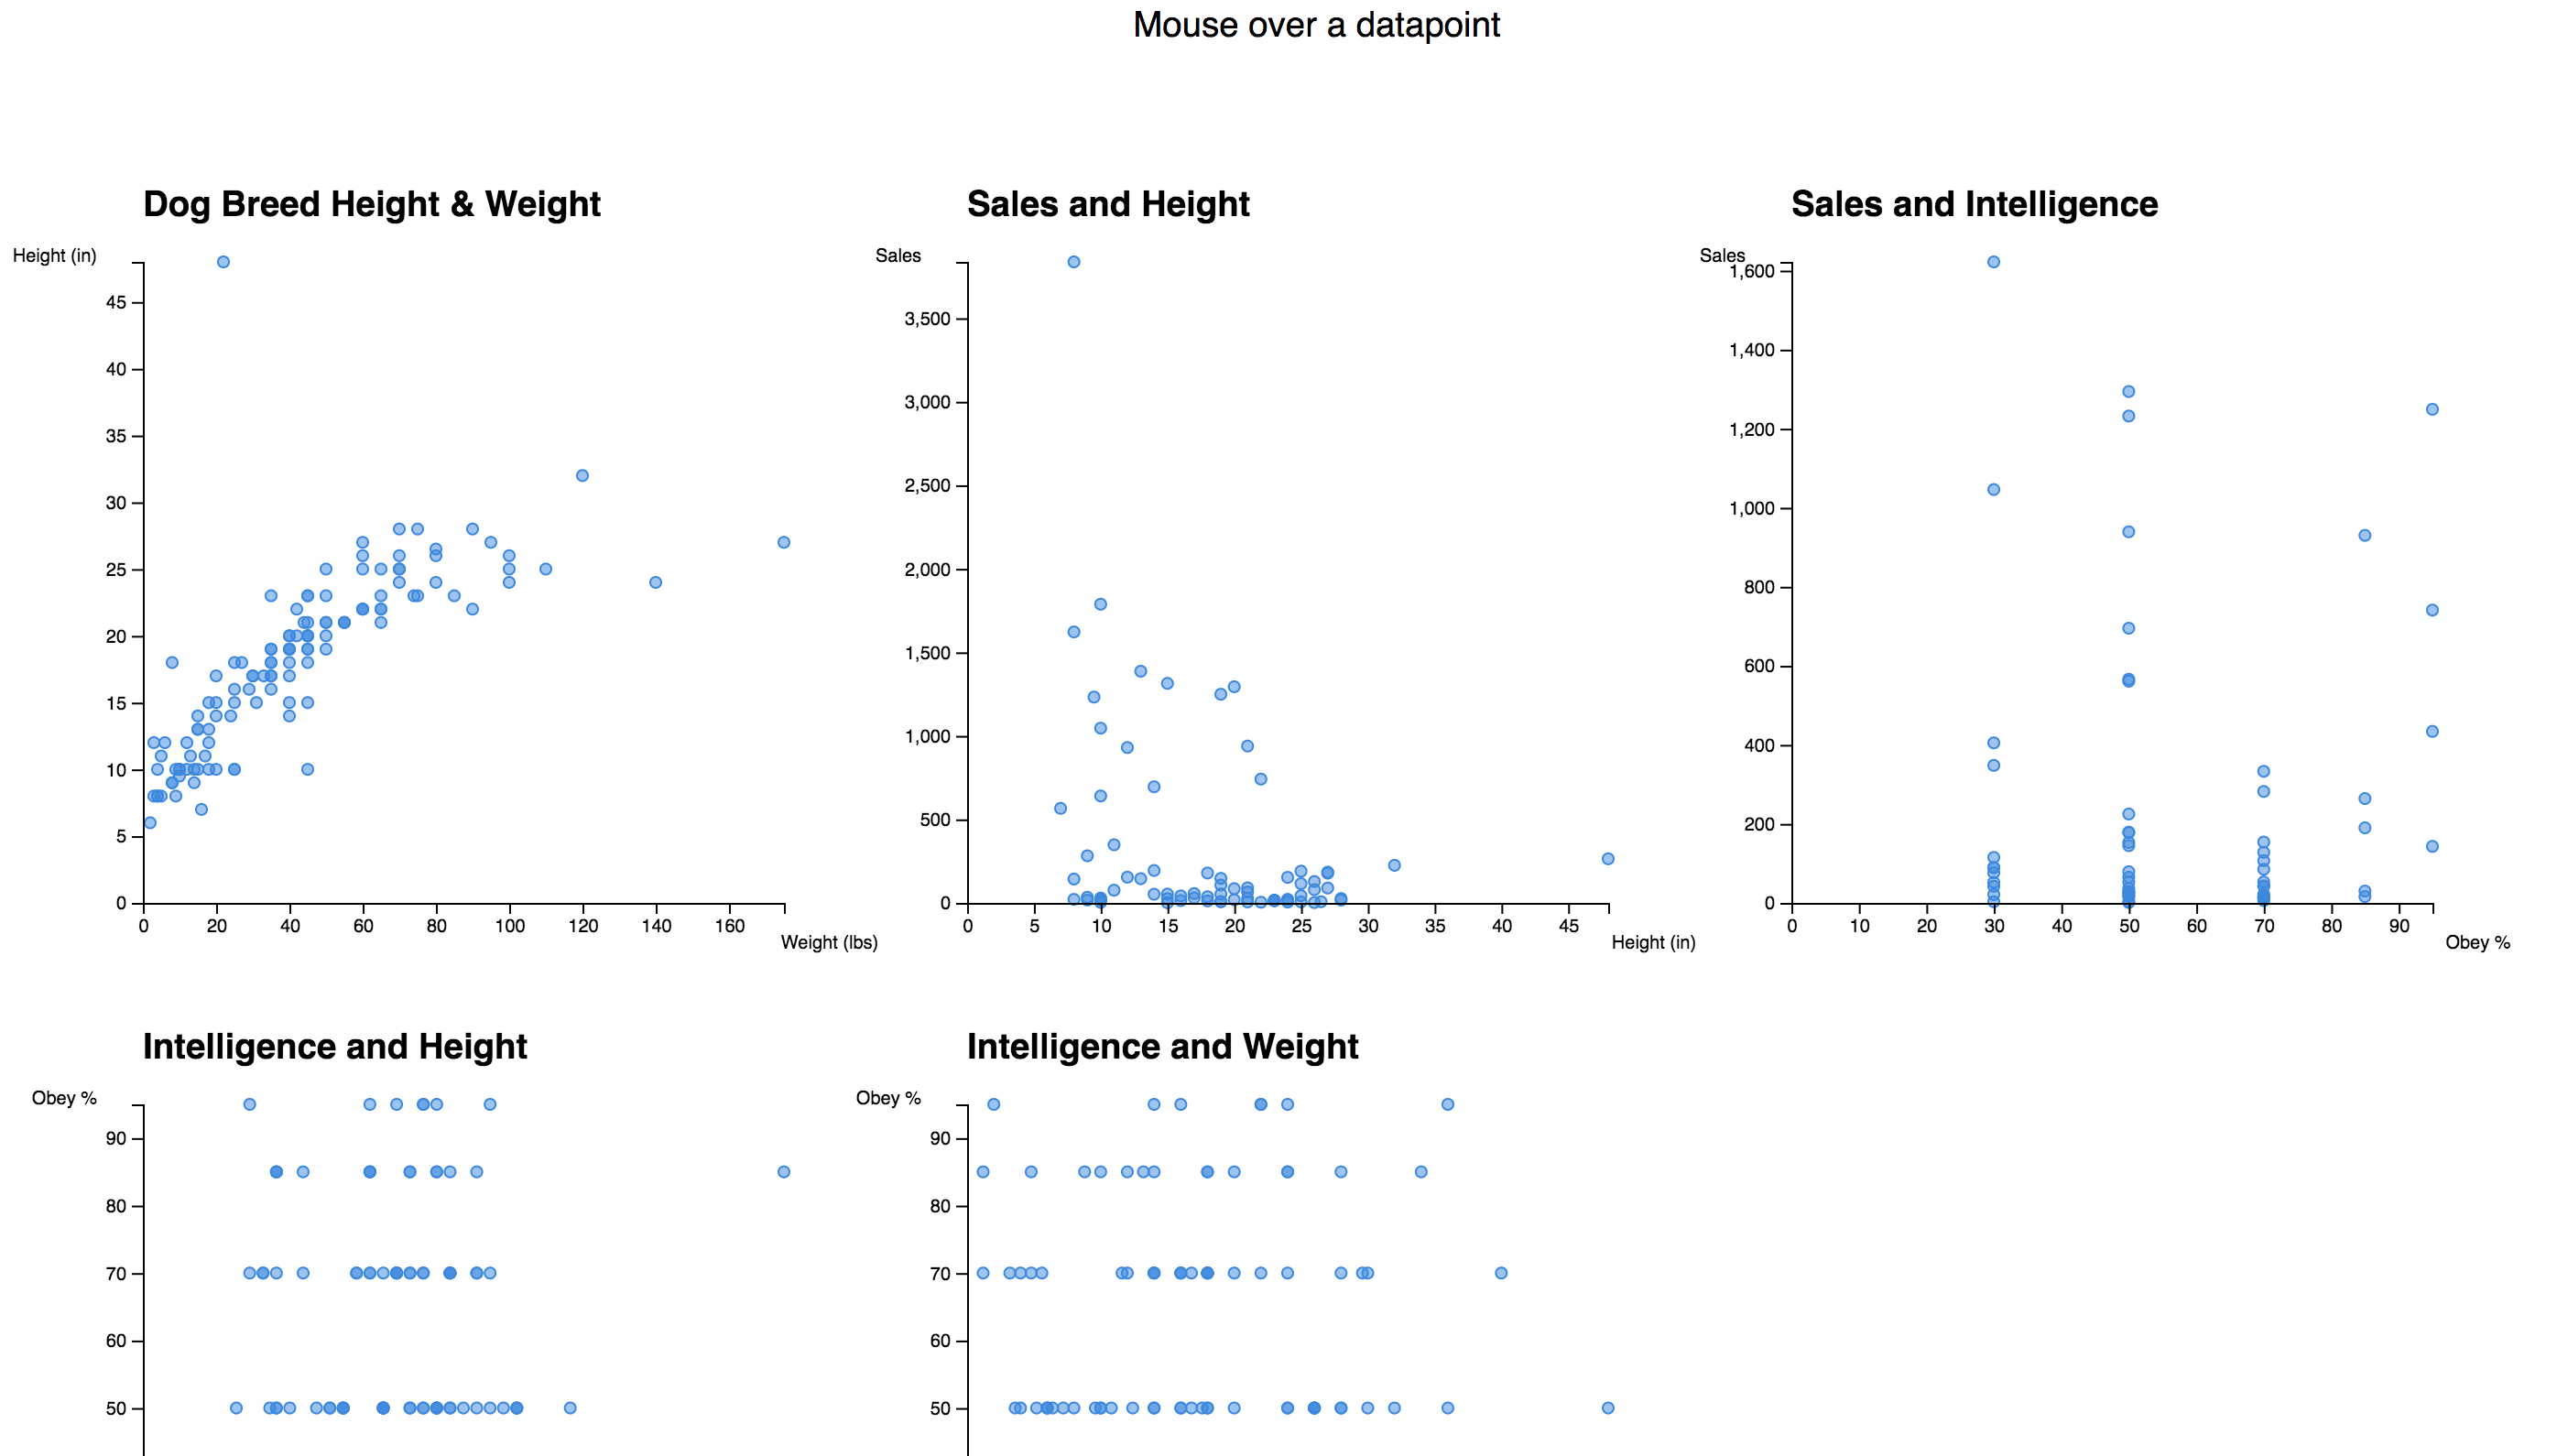 Mouse over a datapoint
Dog Breed Height & Weight
Height (in)
45
40
35
30
25
20
15
10
5
0
0 20 40 60 80 100 120 140 160
Weight (lbs)
Sales and Height
Sales
3,500
3,000
2,500
2,000
1,500
1,000
500
0
0 5 10 15 20 25 30 35 40 45
Height (in)
Sales and Intelligence
Sales
1,600
1,400
1,200
1,000
800
600
400
200
0
0 10 20 30 40 50 60 70 80 90
Obey %
Intelligence and Height
Obey %
90
80
70
60
50
Intelligence and Weight
Obey %
90
80
70
60
50